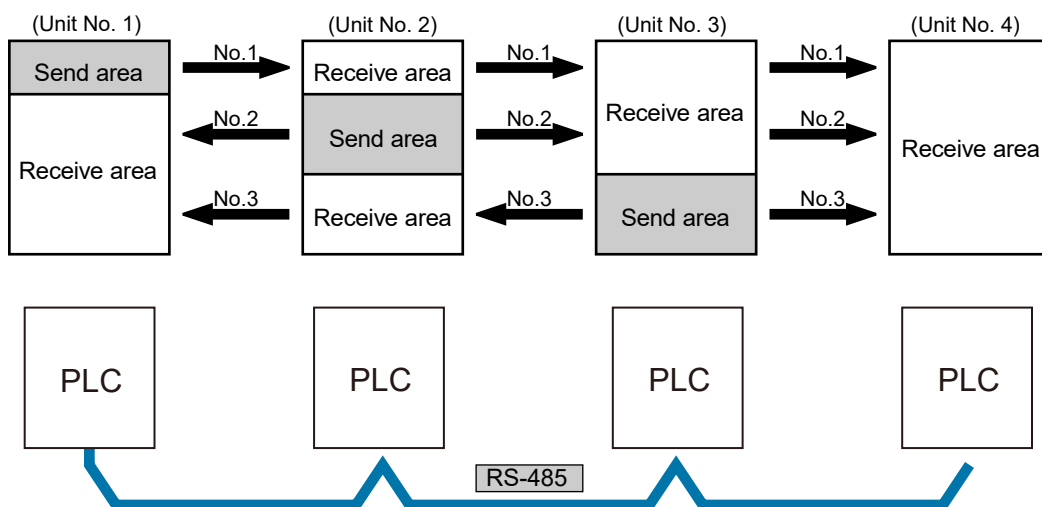 (Unit No. 1)
(Unit No. 2)
(Unit No. 3)
(Unit No. 4)
Send area
No.1
Receive area
No.1
No.1
Receive area
No.2
Send area
No.2
Receive area
No.2
Receive area
No.3
Receive area
No.3
Send area
No.3
PLC
PLC
PLC
PLC
RS-485